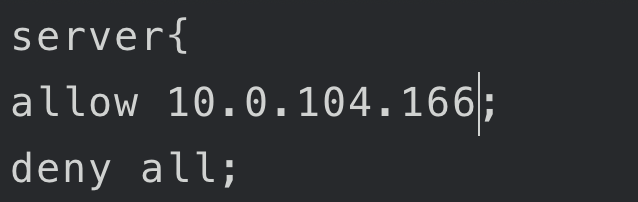 server{
allow 10.0.104.166;
deny all;